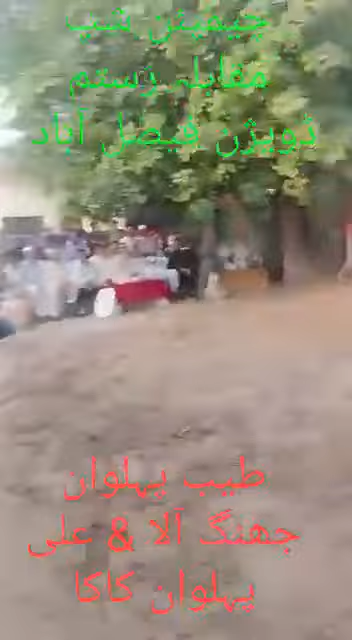 چیمپئن شپ
مقابلہ رستم
ڈویژن فیصل آباد
طیب پہلوان
جھنگ آلا & علی
پہلوان کاکا